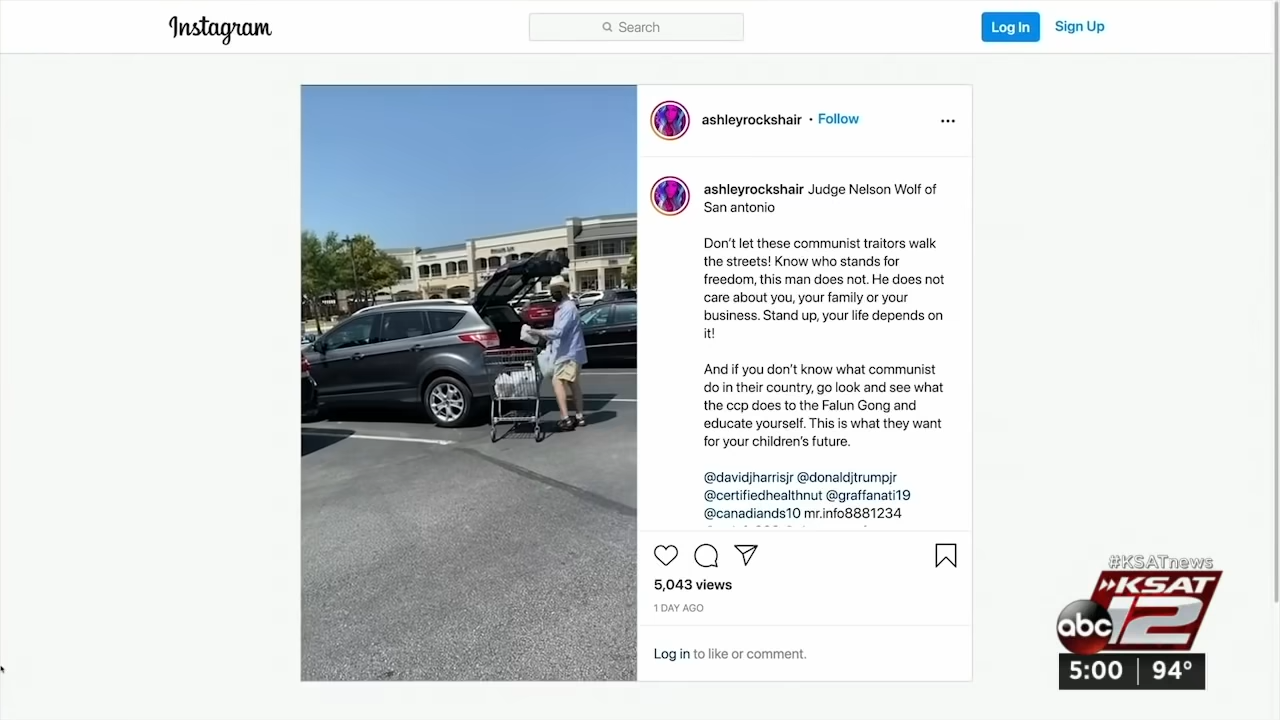 Instagram
Search
Log In
Sign Up
ashleyrockshair • Follow
ashleyrockshair Judge Nelson Wolf of
San antonio
Don't let these communist traitors walk
the streets! Know who stands for
freedom, this man does not. He does not
care about you, your family or your
business. Stand up, your life depends on
it!
And if you don't know what communist
do in their country, go look and see what
the ccp does to the Falun Gong and
educate yourself. This is what they want
for your children's future.
@davidjharrisjr @donaldjtrumpjr
@certifiedhealthnut @graffanati19
@canadiands10 mr.info8881234
5,043 views
1 DAY AGO
Log in to like or comment.
#KSATnews
KSAT
abc 12
5:00 | 94°